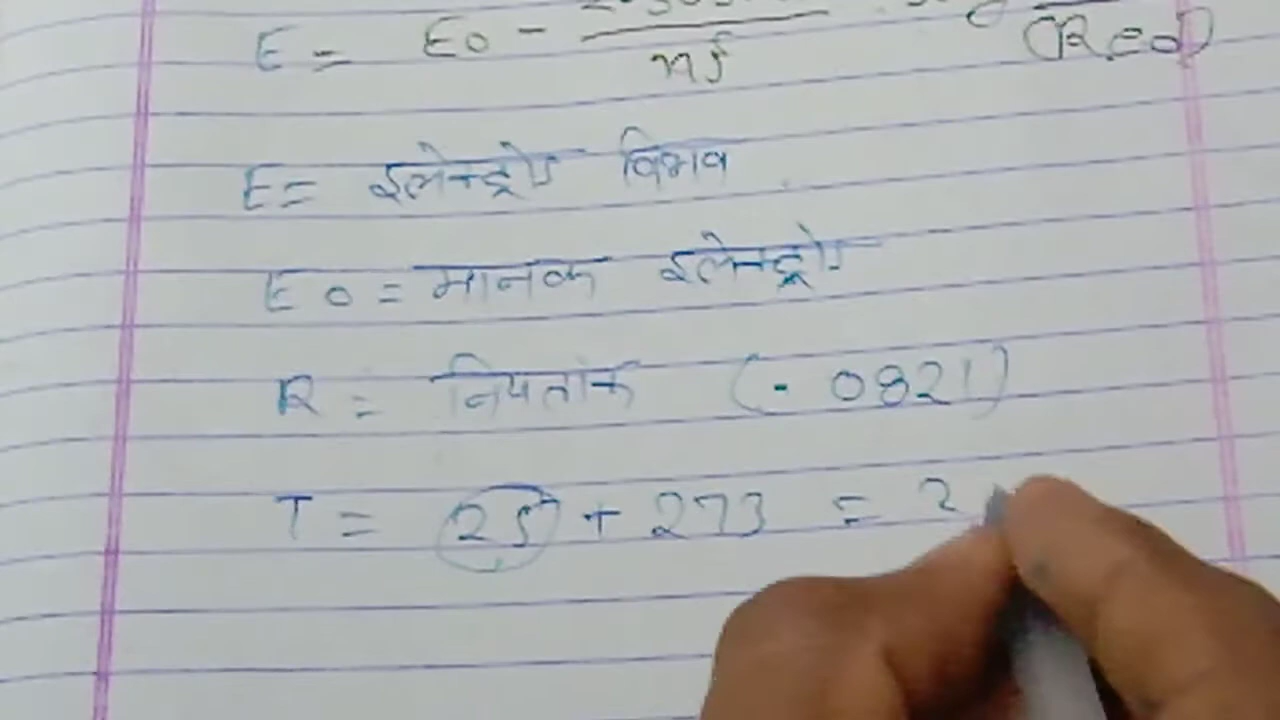 E = E0 - nf (Red)
E = इलेक्ट्रोड विभव
E0 = मानक इलेक्ट्रोड
R = नियतांक (.0821)
T = 25 + 273 = 2